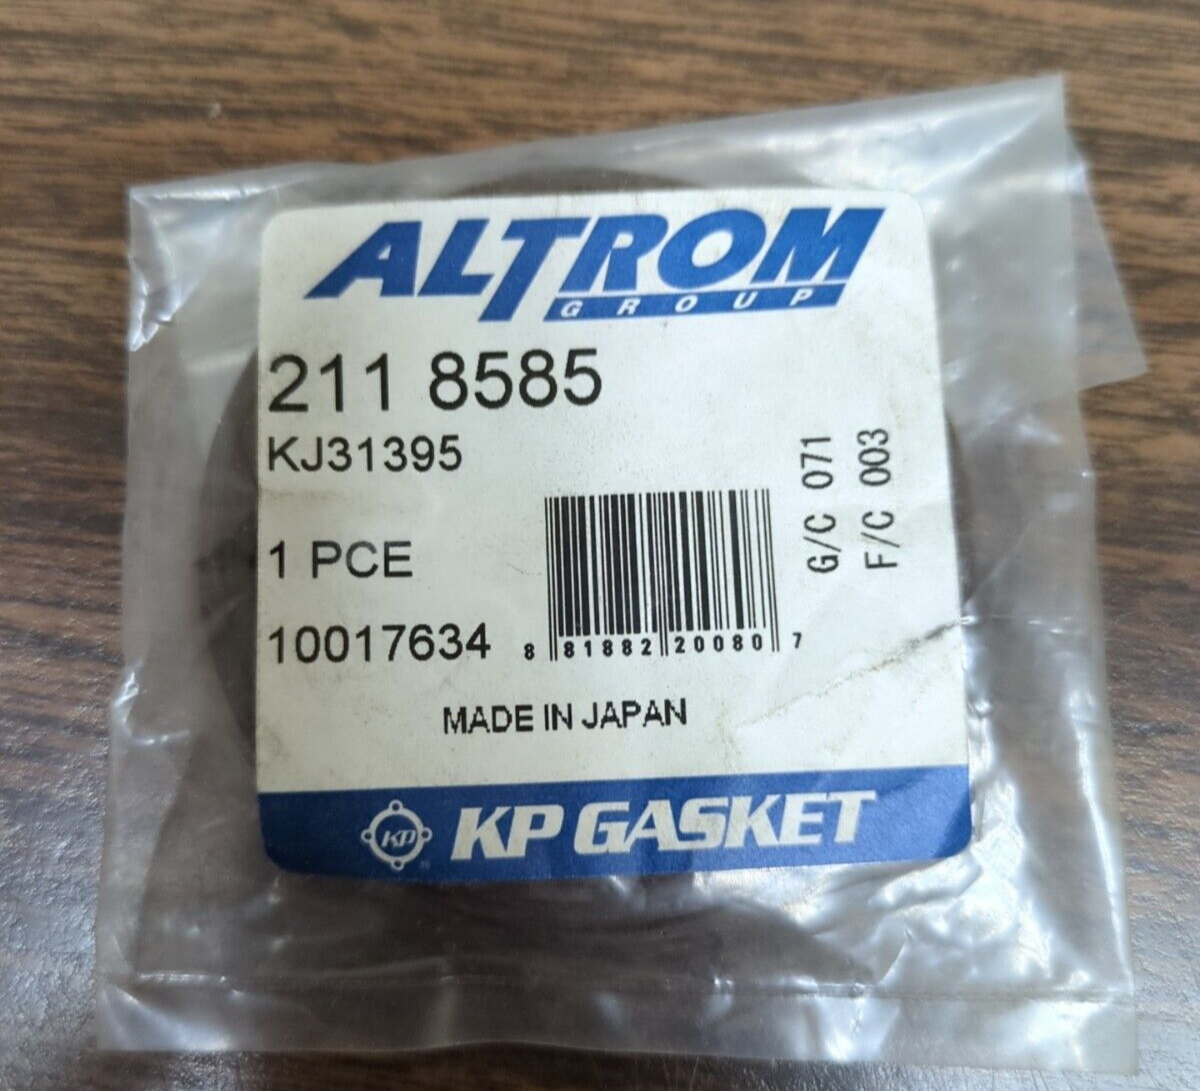 ALTROM
GROUP
211 8585
KJ31395
1 PCE
10017634
8 81882 20080 7
G/C 071
F/C 003
MADE IN JAPAN
KP
KP GASKET